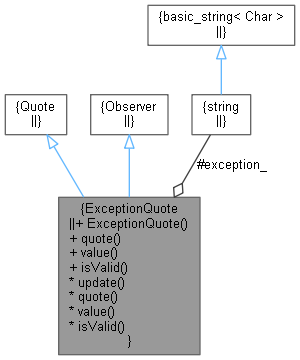 {basic_string< Char >
||}
{Quote
||}
{Observer
||}
{string
||}
#exception_
{ExceptionQuote
||+ ExceptionQuote()
+ quote()
+ value()
+ isValid()
* update()
* quote()
* value()
* isValid()
}